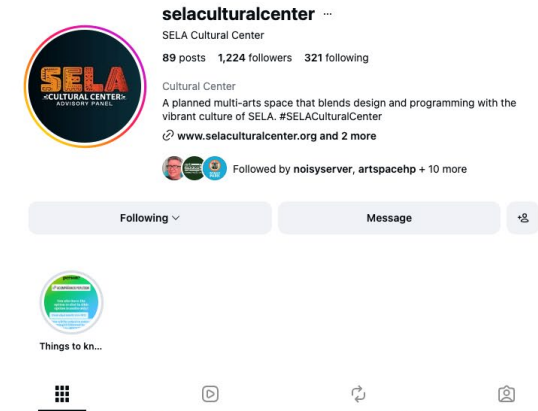 selaculturalcenter ...
SELA Cultural Center
89 posts 1,224 followers 321 following
SELA
CULTURAL CENTER
ADVISORY PANEL
Cultural Center
A planned multi-arts space that blends design and programming with the
vibrant culture of SELA. #SELACulturalCenter
www.selaculturalcenter.org and 2 more
Followed by noisyserver, artspacehp + 10 more
Following
Message
Things to kn...